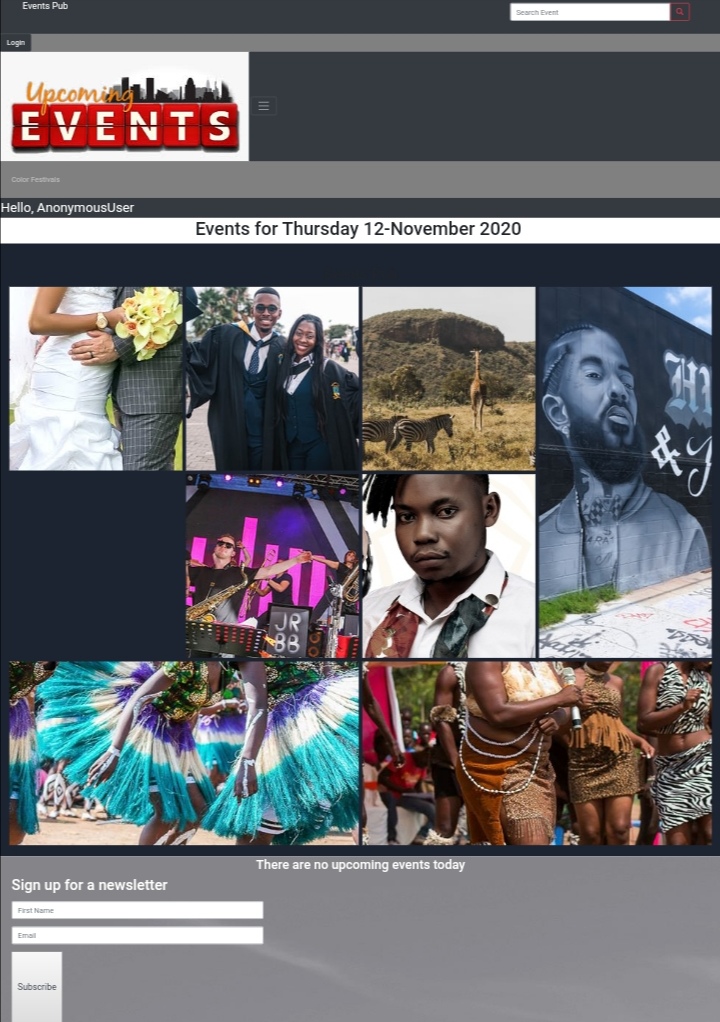 Events Pub
Search Event
Login
Upcoming
EVENTS
Color Festivals
Hello, AnonymousUser
Events for Thursday 12-November 2020
&
JR
BB
There are no upcoming events today
Sign up for a newsletter
First Name
Email
Subscribe